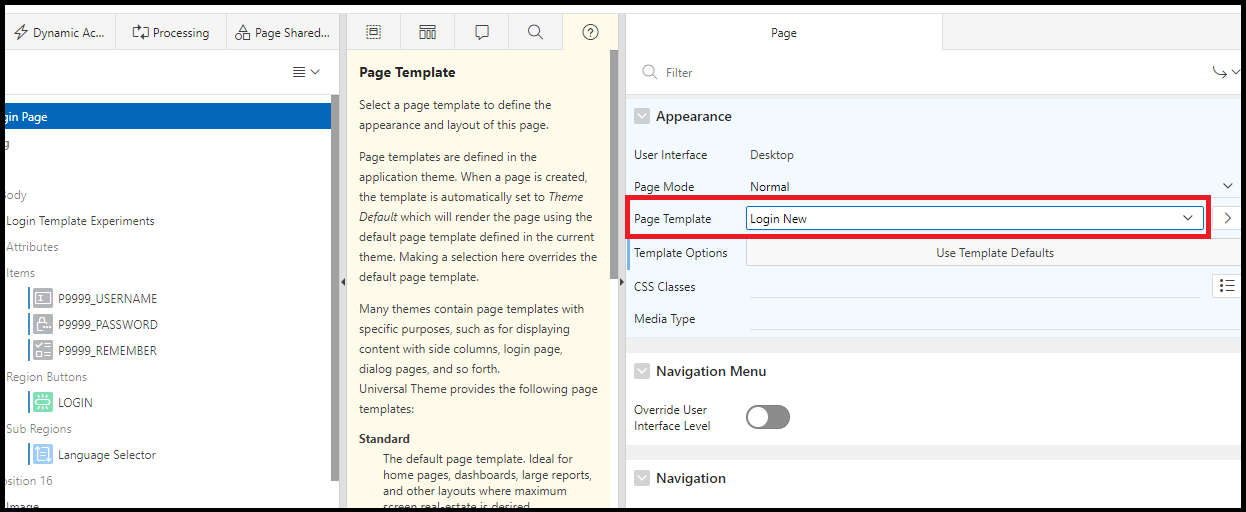 Dynamic Ac...
Processing
Page Shared...
gin Page
g
ody
Login Template Experiments
Attributes
Items
P9999_USERNAME
P9999_PASSWORD
P9999_REMEMBER
Region Buttons
LOGIN
Sub Regions
Language Selector
osition 16
Image
Page Template
Select a page template to define the
appearance and layout of this page.
Page templates are defined in the
application theme. When a page is created,
the template is automatically set to Theme
Default which will render the page using the
default page template defined in the current
theme. Making a selection here overrides the
default page template.
Many themes contain page templates with
specific purposes, such as for displaying
content with side columns, login page,
dialog pages, and so forth.
Universal Theme provides the following page
templates:
Standard
The default page template. Ideal for
home pages, dashboards, large reports,
and other layouts where maximum
screen real-estate is desired.
Page
Filter
Appearance
User Interface Desktop
Page Mode Normal
Page Template Login New
Template Options Use Template Defaults
CSS Classes
Media Type
Navigation Menu
Override User
Interface Level
Navigation